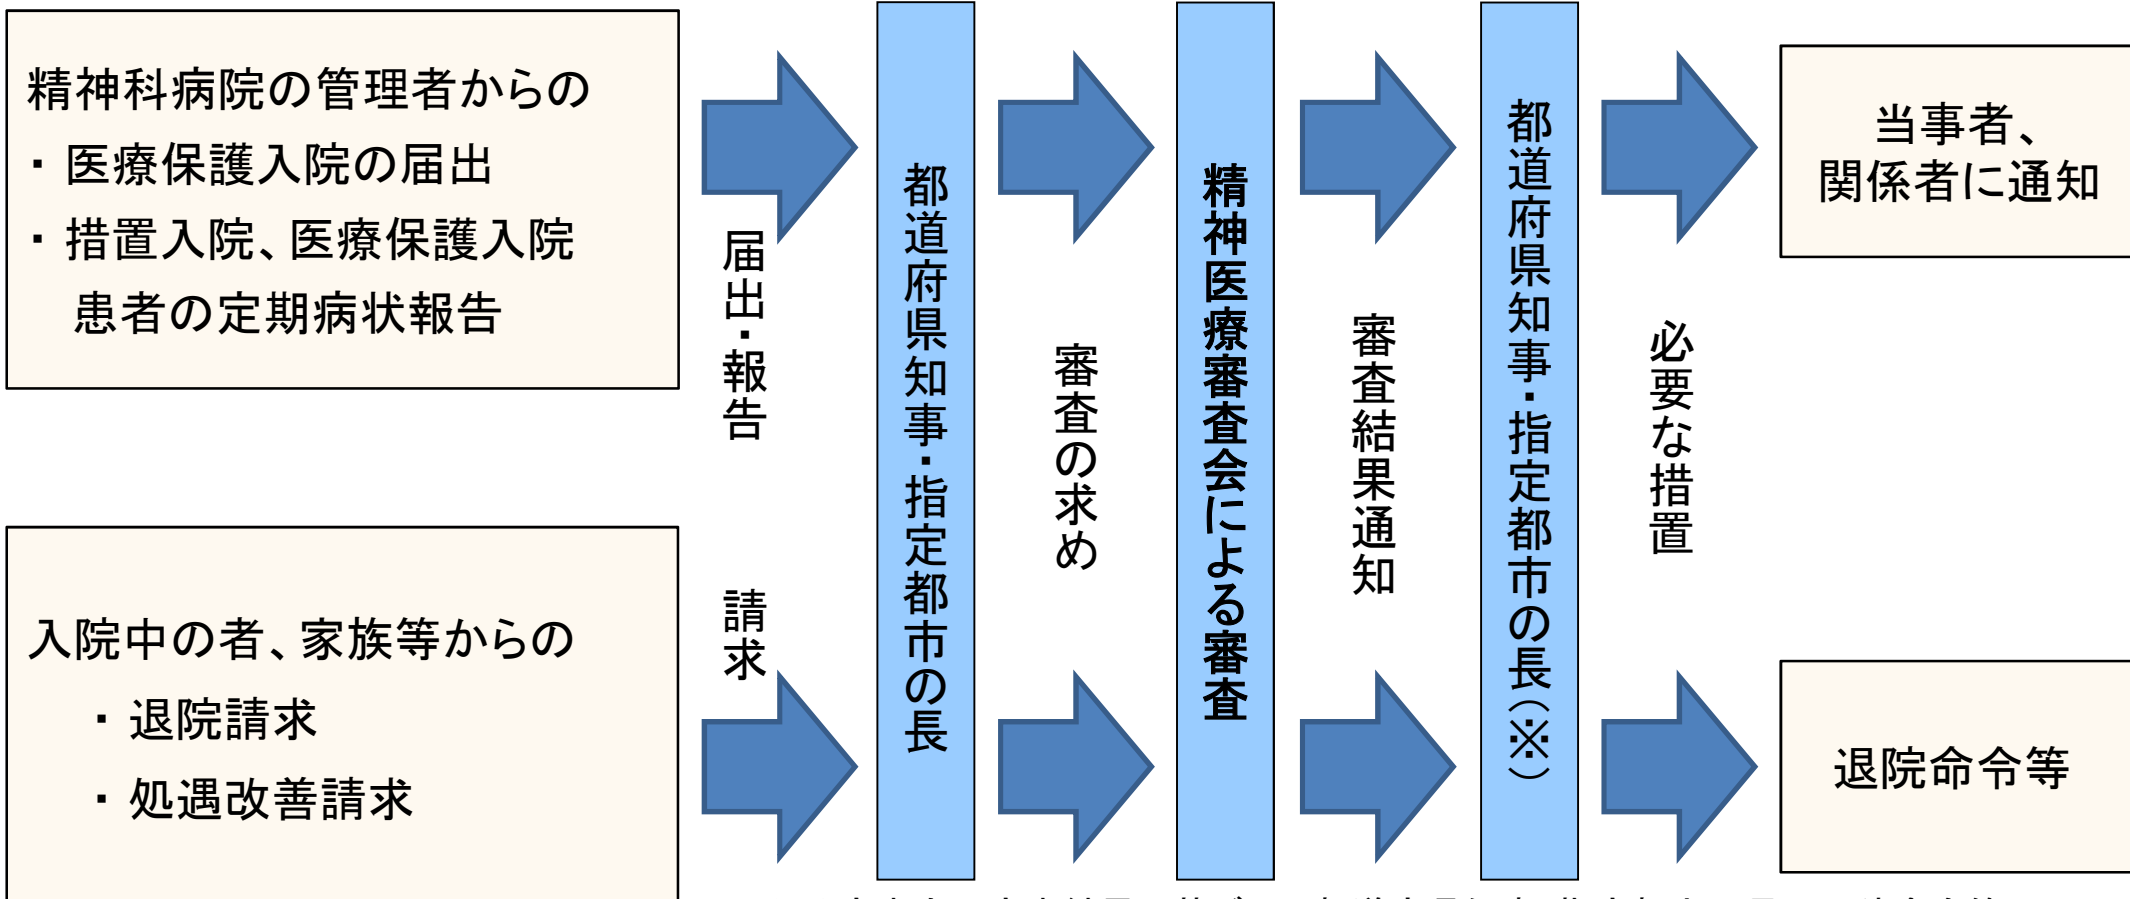 精神科病院の管理者からの
・ 医療保護入院の届出
・ 措置入院、医療保護入院
患者の定期病状報告
届出・報告
入院中の者、家族等からの
・ 退院請求
・ 処遇改善請求
請求
都道府県知事・指定都市の長
審査の求め
精神医療審査会による審査
審査結果通知
都道府県知事・指定都市の長(※)
必要な措置
当事者、
関係者に通知
退院命令等